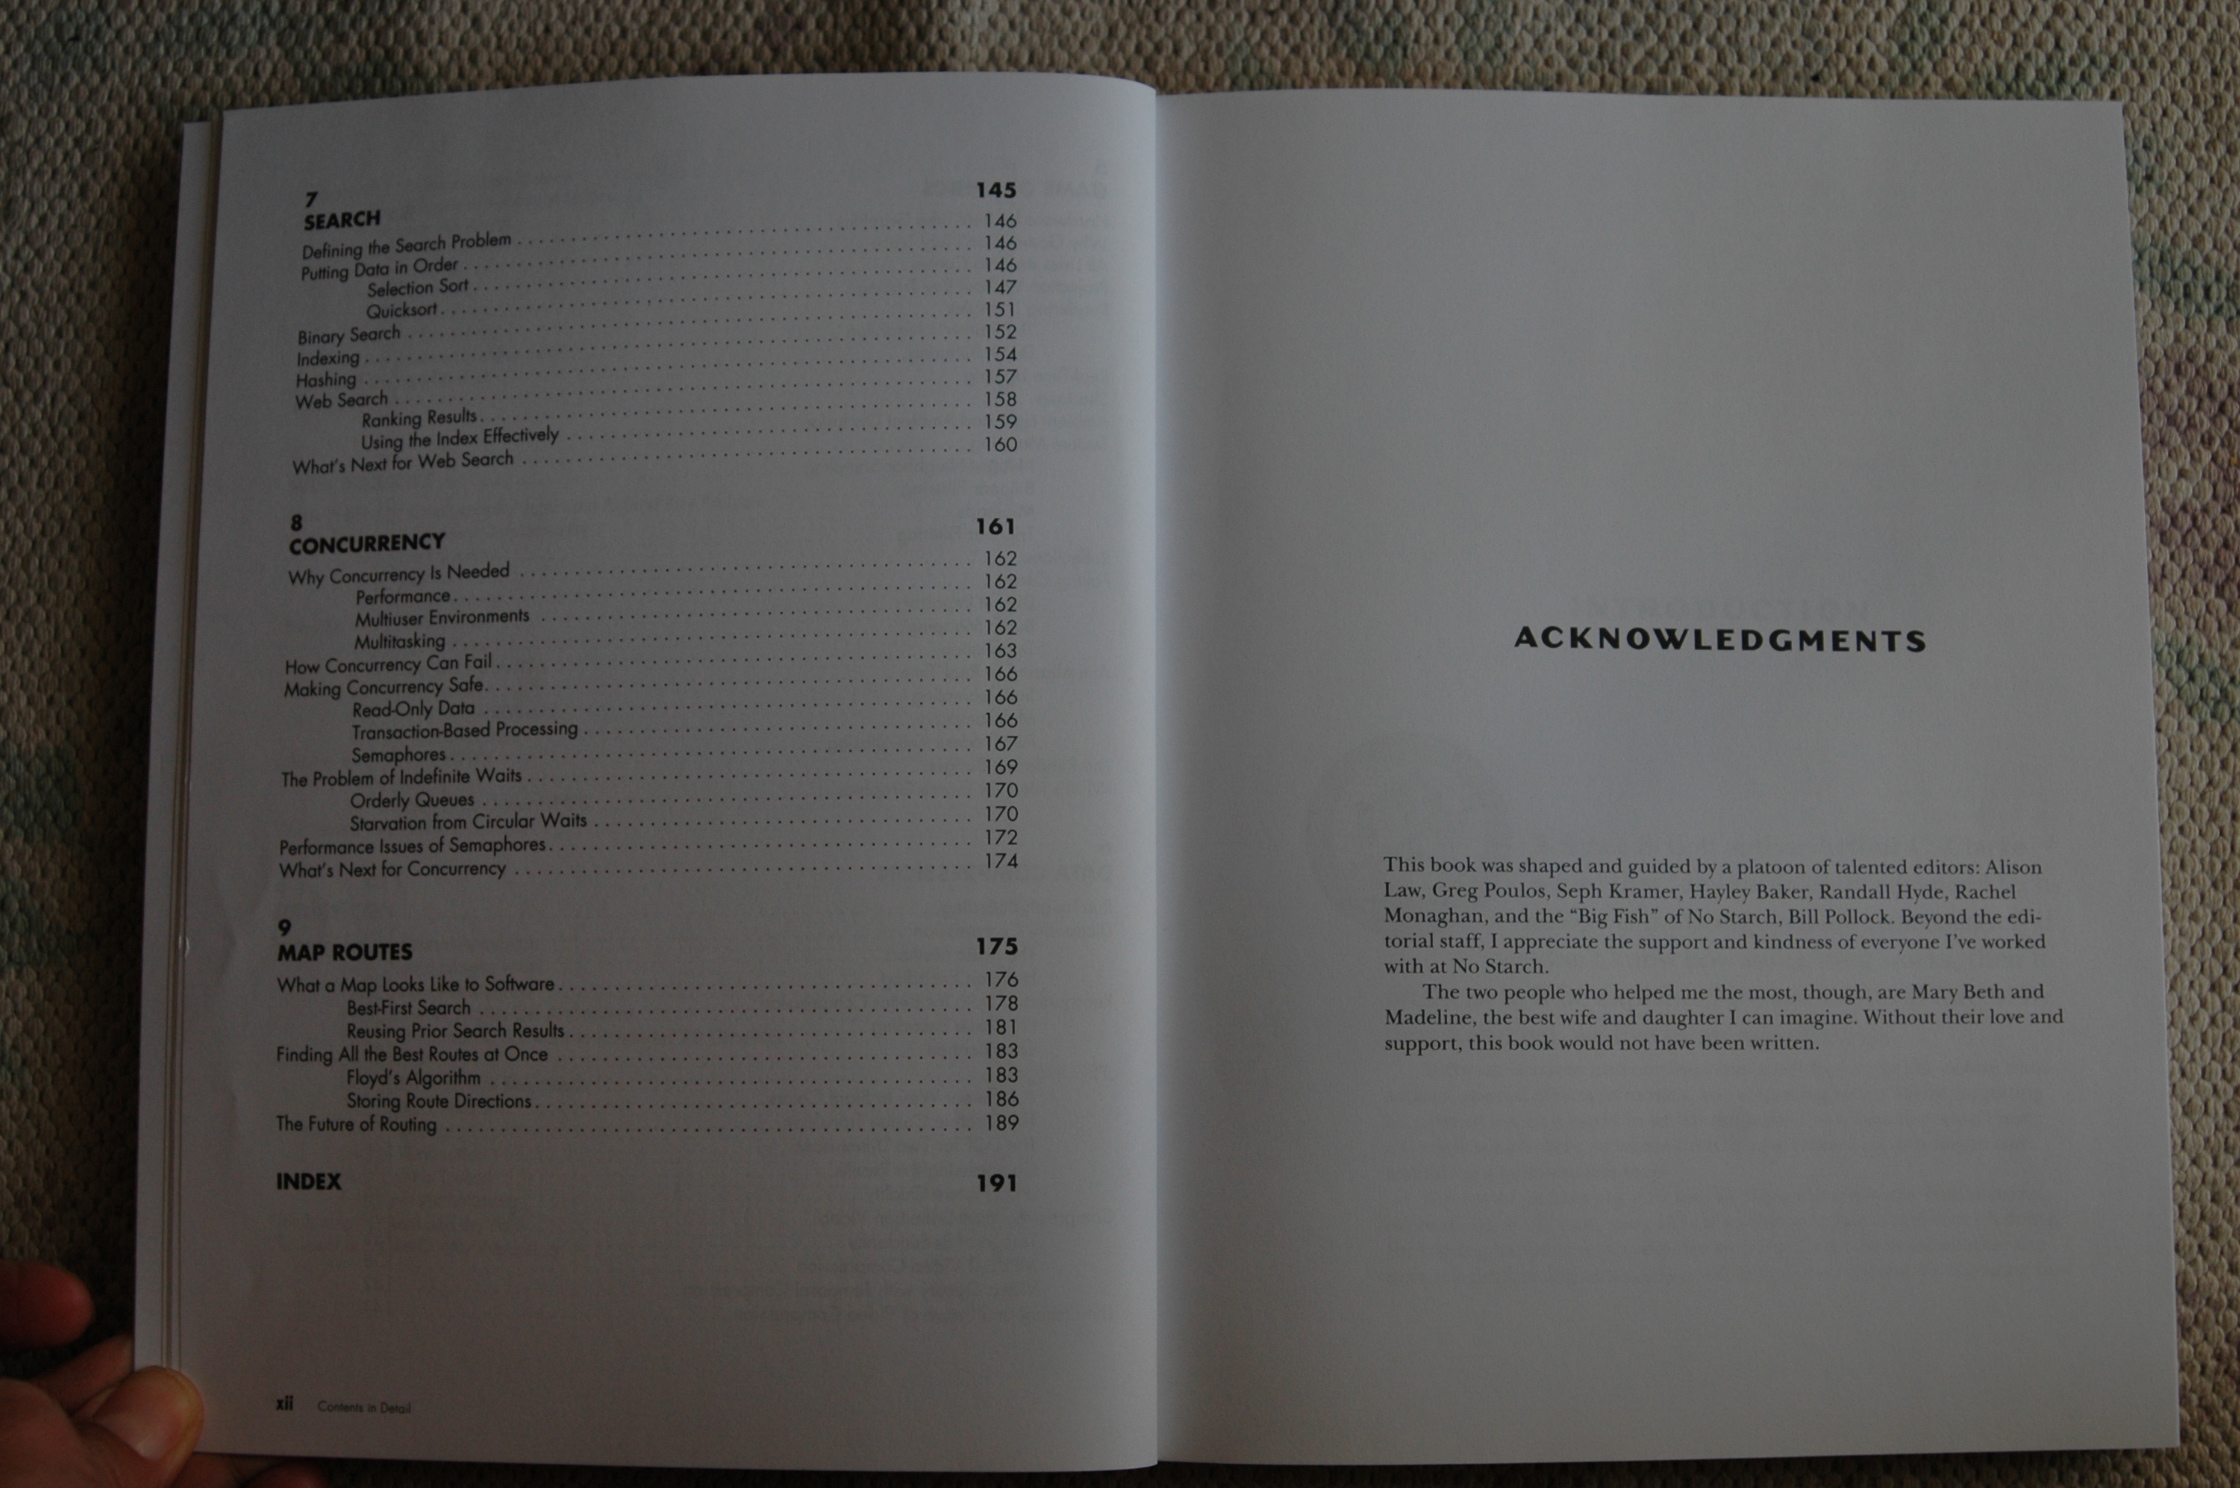 7
SEARCH 145
Defining the Search Problem . . . . . . . . . . 146
Putting Data in Order . . . . . . . . . . 146
Selection Sort . . . . . . . . . . 146
Quicksort . . . . . . . . . . 147
Binary Search . . . . . . . . . . 151
Indexing . . . . . . . . . . 152
Hashing . . . . . . . . . . 154
Web Search . . . . . . . . . . 157
Ranking Results . . . . . . . . . . 158
Using the Index Effectively . . . . . . . . . . 159
What's Next for Web Search . . . . . . . . . . 160
8
CONCURRENCY 161
Why Concurrency Is Needed . . . . . . . . . . 162
Performance . . . . . . . . . . 162
Multiuser Environments . . . . . . . . . . 162
Multitasking . . . . . . . . . . 162
How Concurrency Can Fail . . . . . . . . . . 163
Making Concurrency Safe . . . . . . . . . . 166
Read-Only Data . . . . . . . . . . 166
Transaction-Based Processing . . . . . . . . . . 166
Semaphores . . . . . . . . . . 167
The Problem of Indefinite Waits . . . . . . . . . . 169
Orderly Queues . . . . . . . . . . 170
Starvation from Circular Waits . . . . . . . . . . 170
Performance Issues of Semaphores . . . . . . . . . . 172
What's Next for Concurrency . . . . . . . . . . 174
9
MAP ROUTES 175
What a Map Looks Like to Software . . . . . . . . . . 176
Best-First Search . . . . . . . . . . 178
Reusing Prior Search Results . . . . . . . . . . 181
Finding All the Best Routes at Once . . . . . . . . . . 183
Floyd's Algorithm . . . . . . . . . . 183
Storing Route Directions . . . . . . . . . . 186
The Future of Routing . . . . . . . . . . 189
INDEX 191
xii Contents in Detail
ACKNOWLEDGMENTS
This book was shaped and guided by a platoon of talented editors: Alison
Law, Greg Poulos, Seph Kramer, Hayley Baker, Randall Hyde, Rachel
Monaghan, and the “Big Fish” of No Starch, Bill Pollock. Beyond the edi-
torial staff, I appreciate the support and kindness of everyone I've worked
with at No Starch.
The two people who helped me the most, though, are Mary Beth and
Madeline, the best wife and daughter I can imagine. Without their love and
support, this book would not have been written.